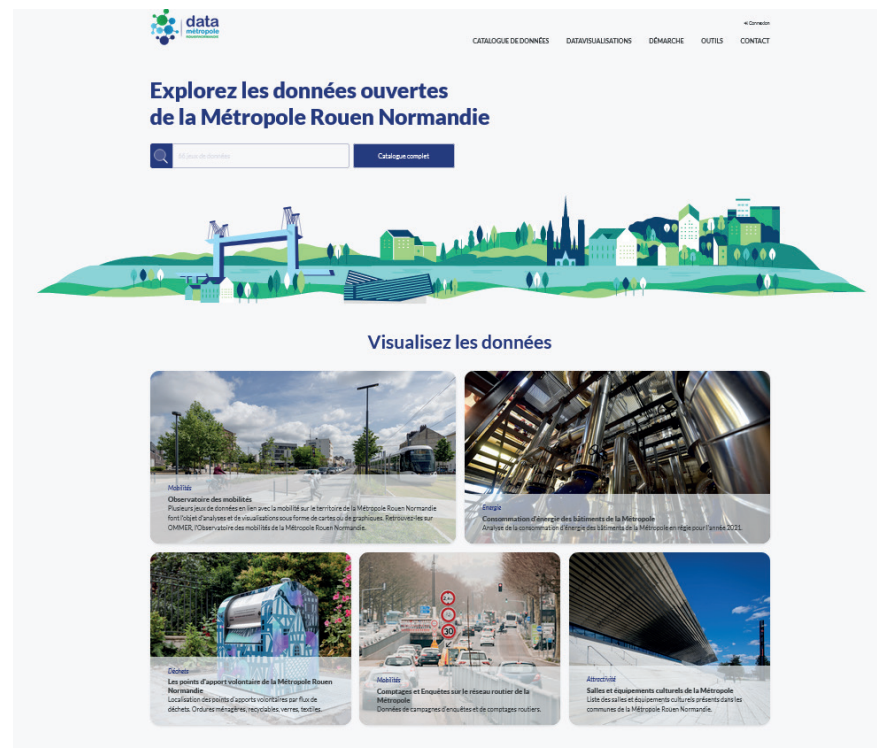 data
métropole
Connexion
CATALOGUE DE DONNÉES DATAVISUALISATIONS DÉMARCHE OUTILS CONTACT
Explorez les données ouvertes
de la Métropole Rouen Normandie
jeux de données
Catalogue complet
Visualisez les données
Mobilités
Observatoire des mobilités
Plusieurs jeux de données en lien avec la mobilité sur le territoire de la Métropole Rouen Normandie
font l'objet d'analyses et de visualisations sous forme de cartes ou de graphiques. Retrouvez-les sur
OMMER, l'Observatoire des mobilités de la Métropole Rouen Normandie.
Energie
Consommation d'énergie des bâtiments de la Métropole
Analyse de la consommation d'énergie des bâtiments de la Métropole en régie pour l'année 2021.
Déchets
Les points d'apport volontaire de la Métropole Rouen
Normandie
Localisation des points d'apports volontaires par flux de
déchets. Ordures ménagères, recyclables, verres, textiles.
30
Mobilités
Comptages et Enquêtes sur le réseau routier de la
Métropole
Données de campagnes d'enquêtes et de comptages routiers.
Attractivité
Salles et équipements culturels de la Métropole
Liste des salles et équipements culturels présents dans les
communes de la Métropole Rouen Normandie.